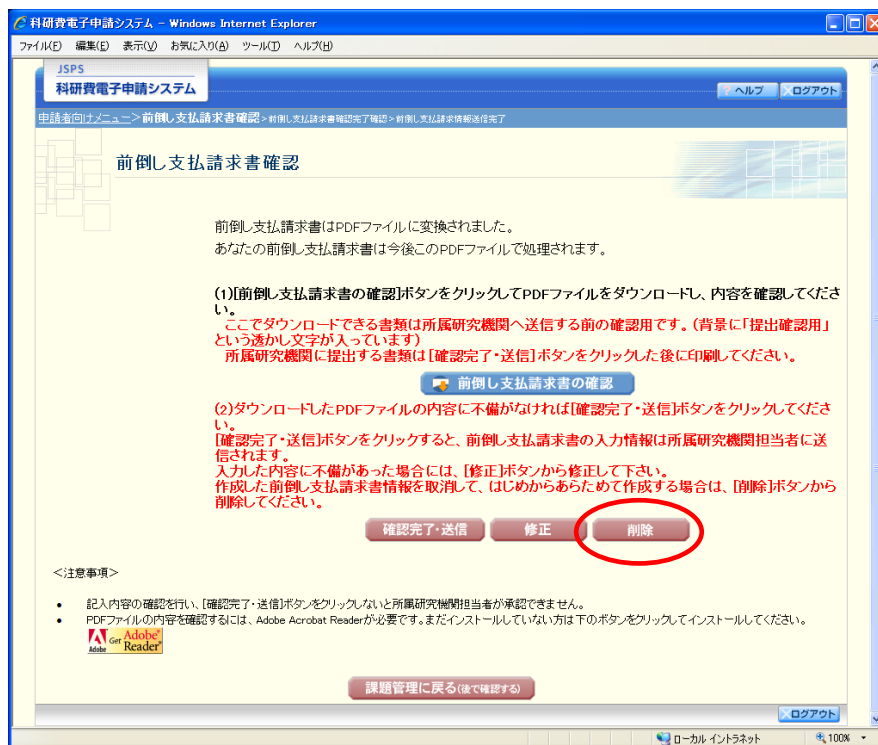 科研費電子申請システム - Windows Internet Explorer
ファイル(F) 編集(E) 表示(V) お気に入り(A) ツール(T) ヘルプ(H)
JSPS
科研費電子申請システム
? ヘルプ ログアウト
申請者向けメニュー>前倒し支払請求書確認>前倒し支払請求書確認完了確認>前倒し支払請求情報送信完了
前倒し支払請求書確認
前倒し支払請求書はPDFファイルに変換されました。
あなたの前倒し支払請求書は今後このPDFファイルで処理されます。
(1)[前倒し支払請求書の確認]ボタンをクリックしてPDFファイルをダウンロードし、内容を確認してくださ
い。
ここでダウンロードできる書類は所属研究機関へ送信する前の確認用です。(背景に「提出確認用」
という透かし文字が入っています)
所属研究機関に提出する書類は[確認完了・送信]ボタンをクリックした後に印刷してください。
前倒し支払請求書の確認
(2)ダウンロードしたPDFファイルの内容に不備がなければ[確認完了・送信]ボタンをクリックしてくださ
い。
[確認完了・送信]ボタンをクリックすると、前倒し支払請求書の入力情報は所属研究機関担当者に送
信されます。
入力した内容に不備があった場合には、[修正]ボタンから修正して下さい。
作成した前倒し支払請求書情報を取消して、はじめからあらためて作成する場合は、[削除]ボタンから
削除してください。
確認完了・送信 修正 削除
<注意事項>
• 記入内容の確認を行い、[確認完了・送信]ボタンをクリックしないと所属研究機関担当者が承認できません。
• PDFファイルの内容を確認するには、Adobe Acrobat Readerが必要です。まだインストールしていない方は下のボタンをクリックしてインストールしてください。
Adobe Get Adobe® Reader®
課題管理に戻る(後で確認する)
ログアウト
ローカル イントラネット 100%